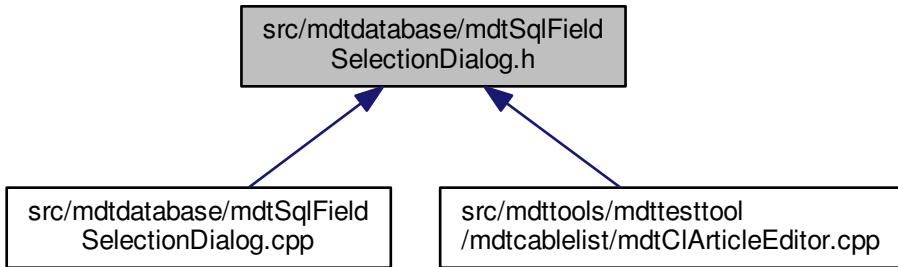 src/mdtdatabase/mdtSqlField
SelectionDialog.h
src/mdtdatabase/mdtSqlField
SelectionDialog.cpp
src/mdttools/mdttesttool
/mdtcablelist/mdtClArticleEditor.cpp